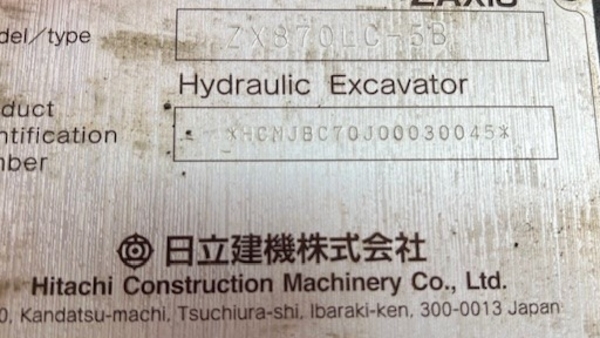 ZAXIS
del/type
ZX870LC-5B
Hydraulic Excavator
duct
ntification
mber
*HCMJBC70J00030045*
日立建機株式会社
Hitachi Construction Machinery Co., Ltd.
0, Kandatsu-machi, Tsuchiura-shi, Ibaraki-ken, 300-0013 Japan